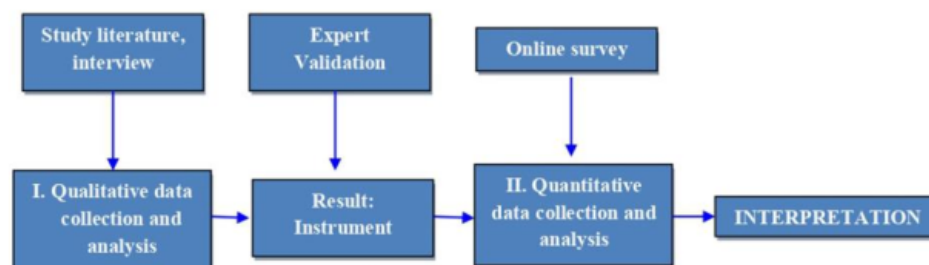 Study literature,
interview
Expert
Validation
Online survey
I. Qualitative data
collection and
analysis
Result:
Instrument
II. Quantitative
data collection and
analysis
INTERPRETATION